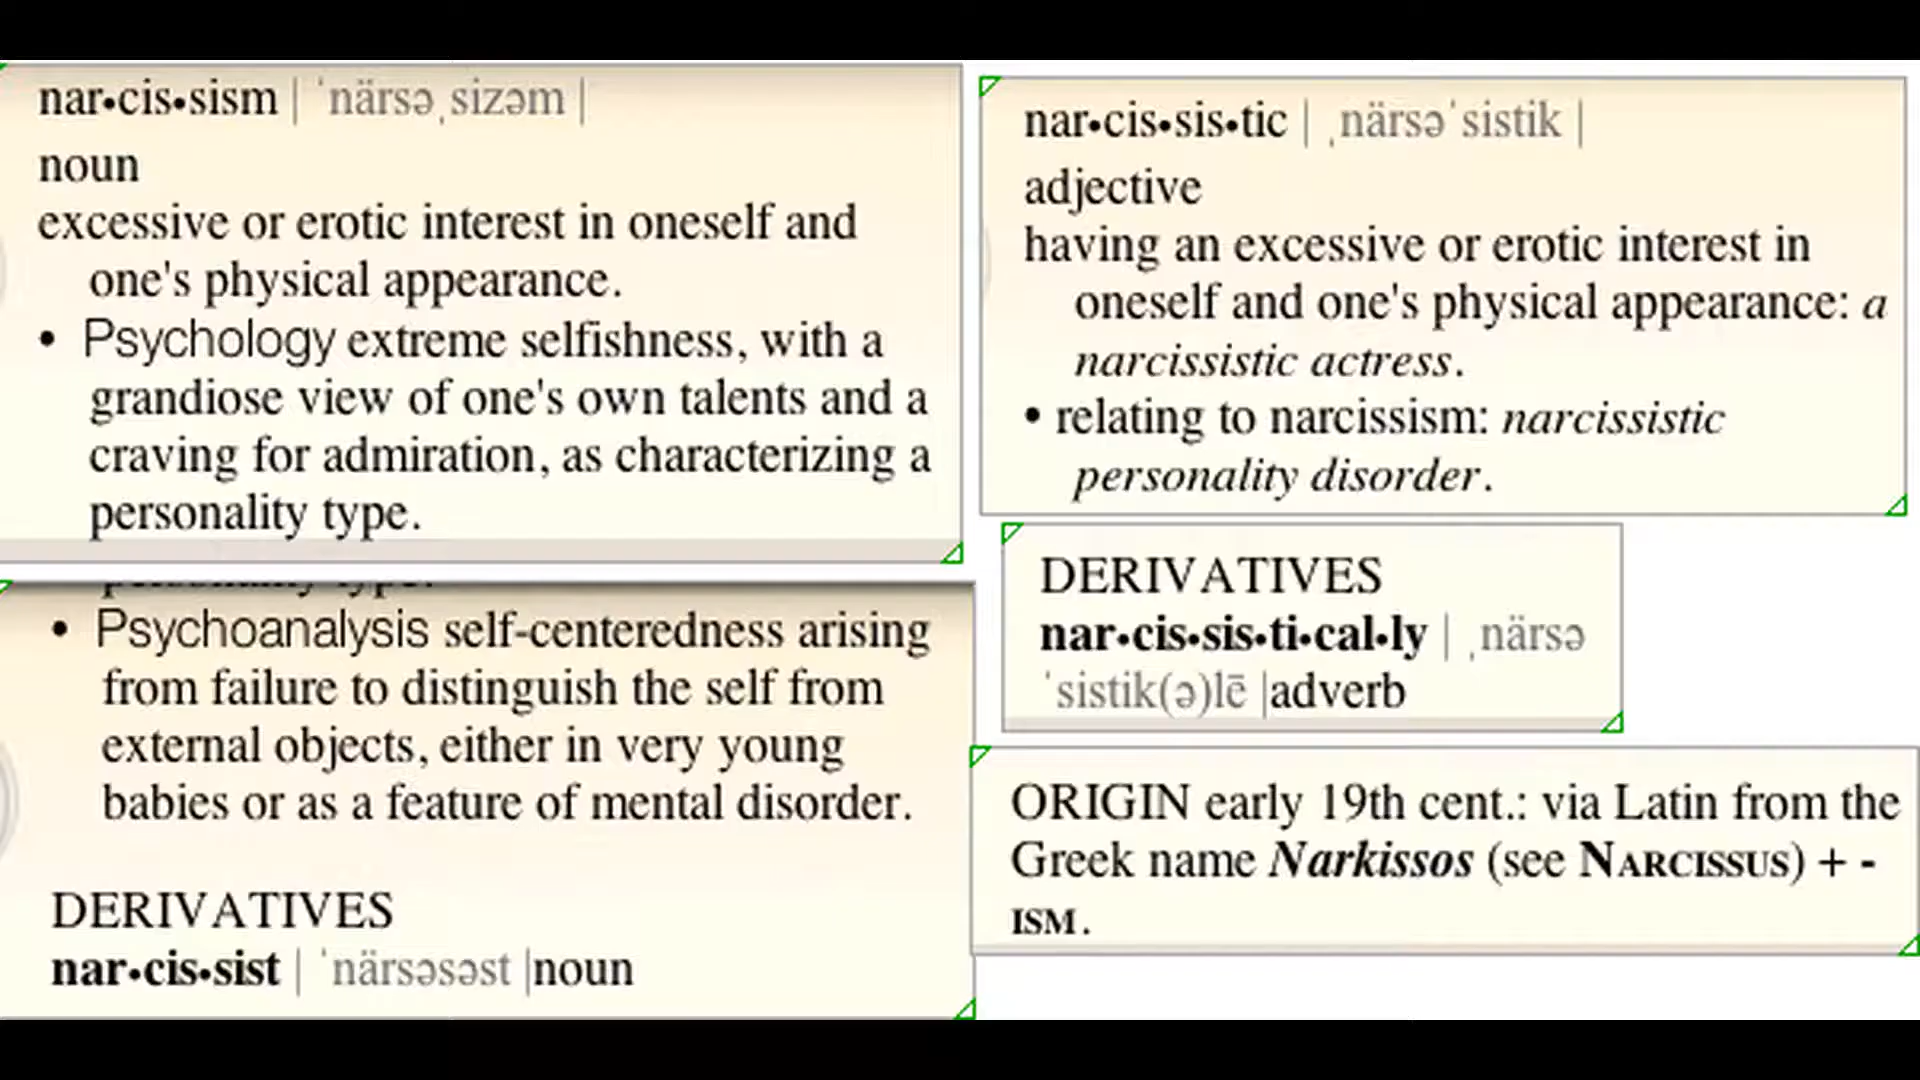 nar•cis•sism | ˈnärsəˌsizəm |
noun
excessive or erotic interest in oneself and
one's physical appearance.
• Psychology extreme selfishness, with a
grandiose view of one's own talents and a
craving for admiration, as characterizing a
personality type.
personality type.
• Psychoanalysis self-centeredness arising
from failure to distinguish the self from
external objects, either in very young
babies or as a feature of mental disorder.
DERIVATIVES
nar•cis•sist | ˈnärsəsəst |noun
nar•cis•sis•tic | ˌnärsəˈsistik |
adjective
having an excessive or erotic interest in
oneself and one's physical appearance: a
narcissistic actress.
• relating to narcissism: narcissistic
personality disorder.
DERIVATIVES
nar•cis•sis•ti•cal•ly | ˌnärsə
ˈsistik(ə)lē |adverb
ORIGIN early 19th cent.: via Latin from the
Greek name Narkissos (see NARCISSUS) + -
ISM.